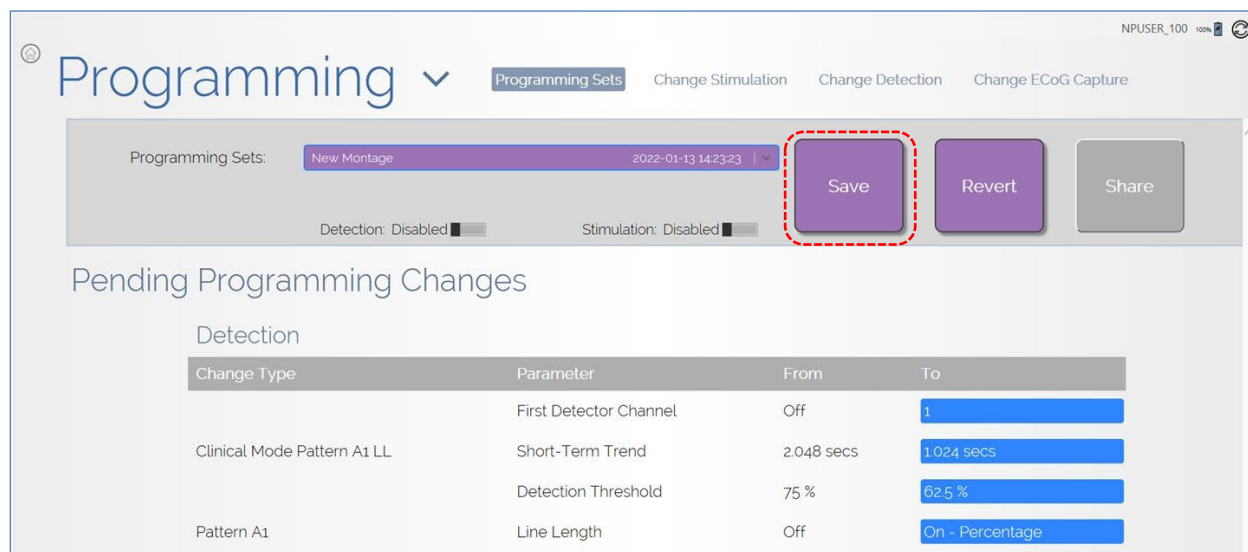 NPUSER_100 100%
Programming Programming Sets Change Stimulation Change Detection Change ECoG Capture
Programming Sets: New Montage 2022-01-13 14:23:23 Save Revert Share
Detection: Disabled Stimulation: Disabled
Pending Programming Changes
Detection
Change Type Parameter From To
First Detector Channel Off 1
Clinical Mode Pattern A1 LL Short-Term Trend 2.048 secs 1.024 secs
Detection Threshold 75 % 62.5 %
Pattern A1 Line Length Off On - Percentage